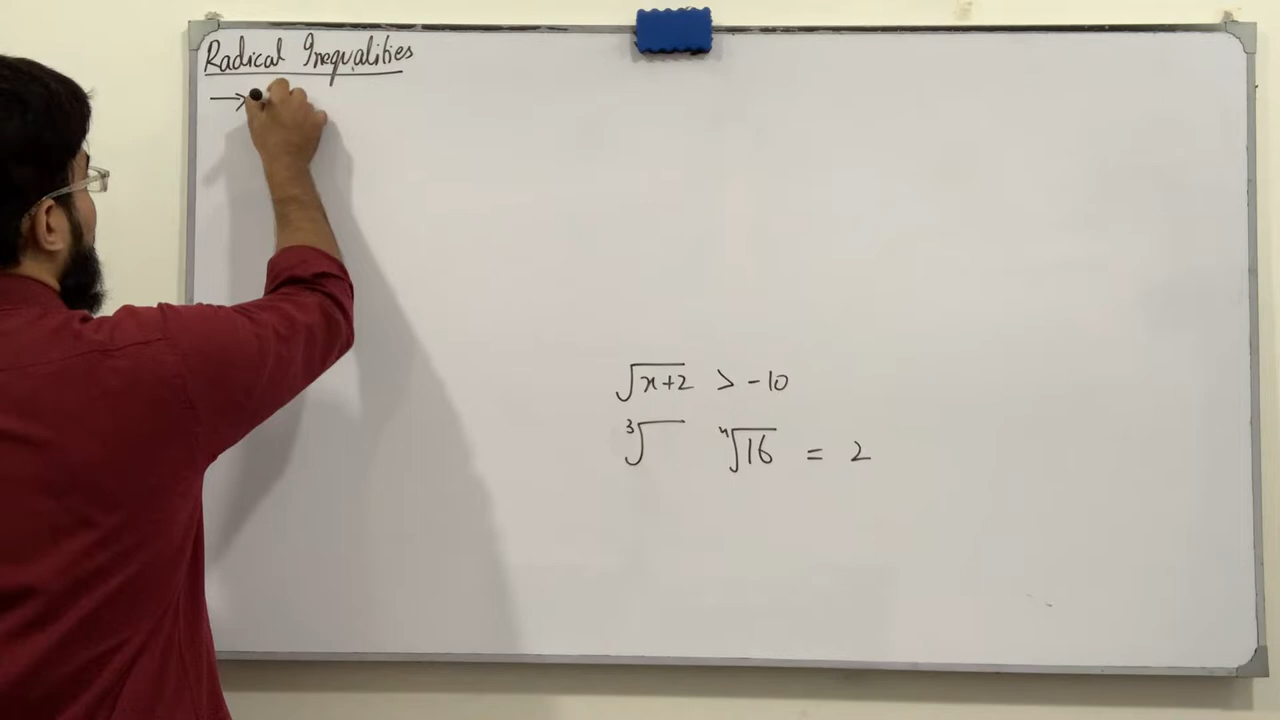 Radical Inequalities
→
√x+2 > -10
³√ ⁴√16 = 2